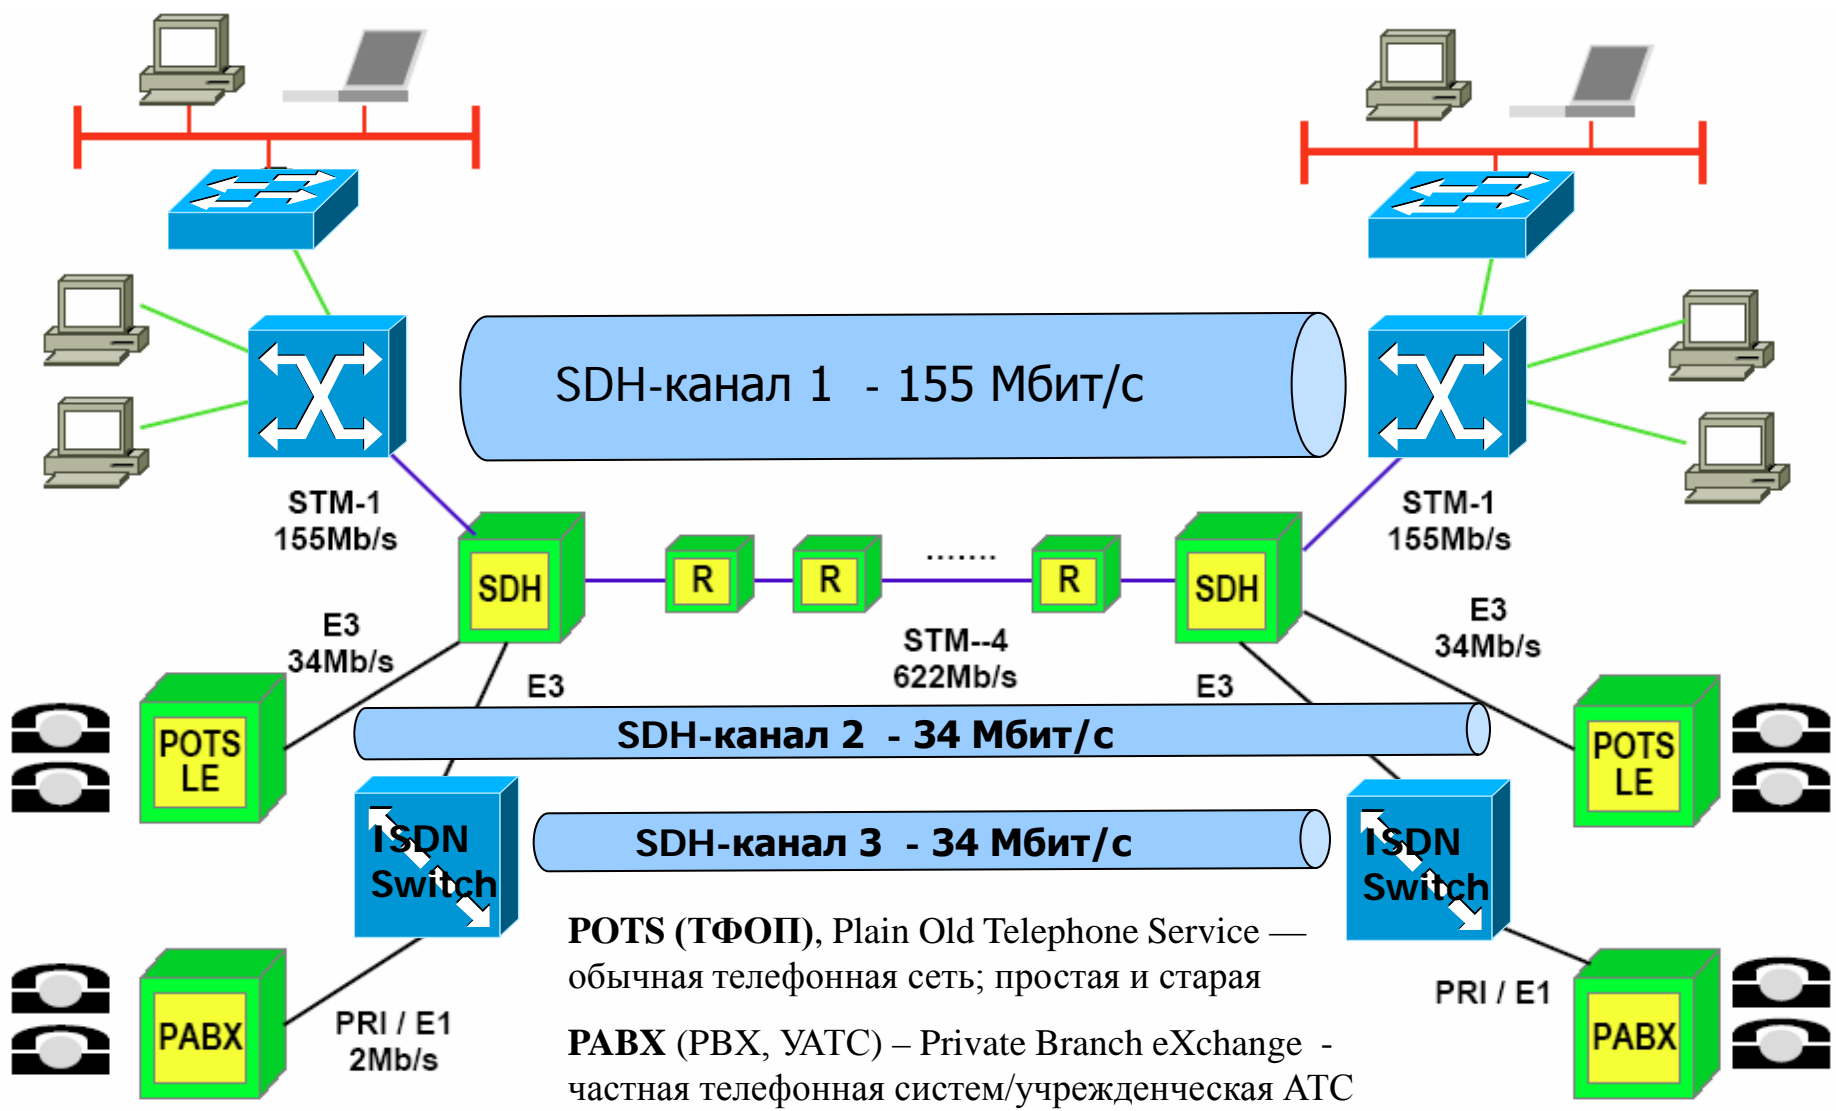 SDH-канал 1 - 155 Мбит/с
STM-1
155Mb/s
STM-1
155Mb/s
SDH
R
R
.......
R
SDH
E3
34Mb/s
STM--4
622Mb/s
E3
34Mb/s
E3
E3
POTS
LE
SDH-канал 2 - 34 Мбит/с
POTS
LE
ISDN
Switch
SDH-канал 3 - 34 Мбит/с
ISDN
Switch
POTS (ТФОП), Plain Old Telephone Service —
обычная телефонная сеть; простая и старая
PABX
PRI / E1
2Mb/s
PRI / E1
PABX
PABX (PBX, УАТС) – Private Branch eXchange -
частная телефонная систем/учрежденческая АТС